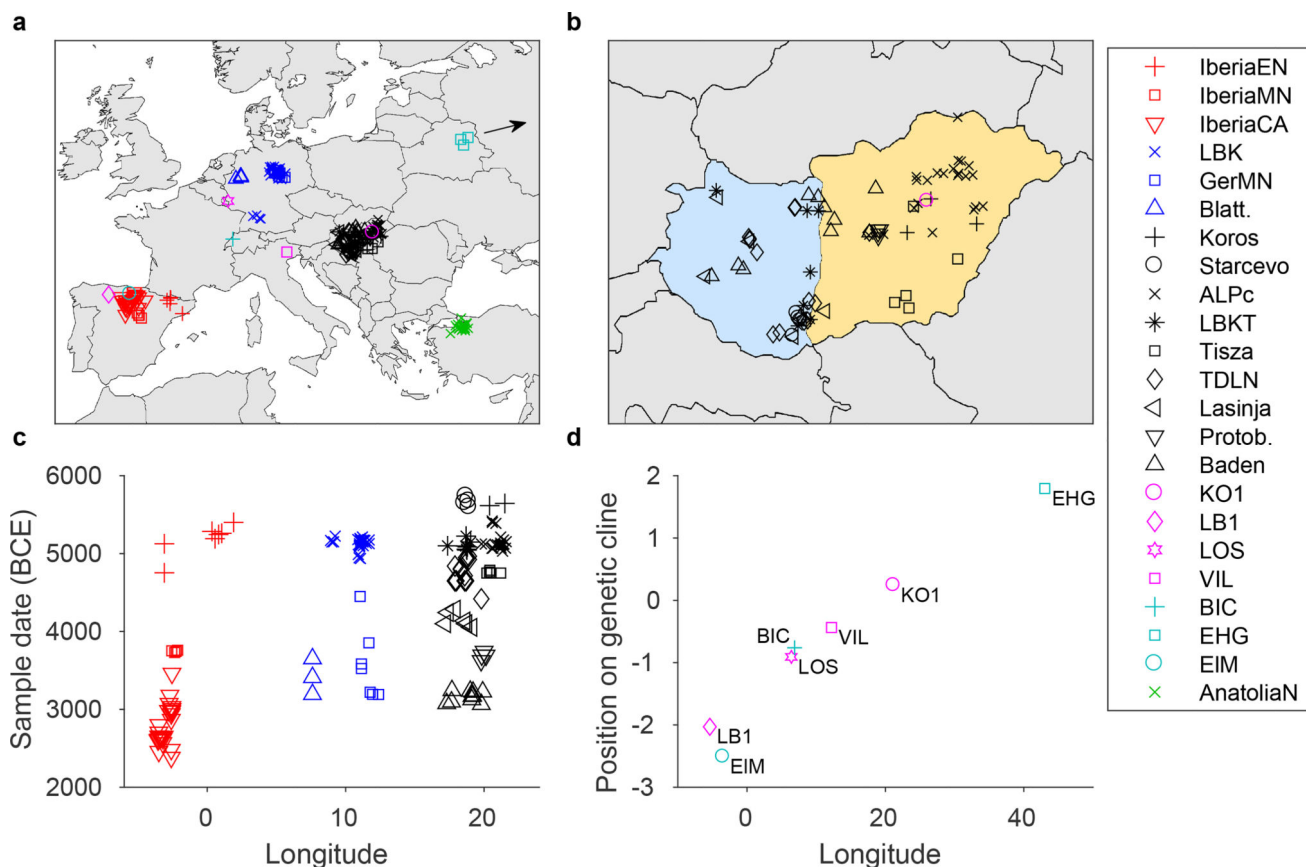 a
b
IberiaEN
IberiaMN
IberiaCA
LBK
GerMN
Blatt.
Koros
Starcevo
ALPc
LBKT
Tisza
TDLN
Lasinja
Protob.
Baden
KO1
LB1
LOS
VIL
BIC
EHG
ElM
AnatoliaN
c
6000
5000
4000
3000
2000
Sample date (BCE)
0
10
20
Longitude
d
2
1
0
-1
-2
-3
Position on genetic cline
EHG
KO1
VIL
BIC
LOS
LB1
ElM
0
20
40
Longitude